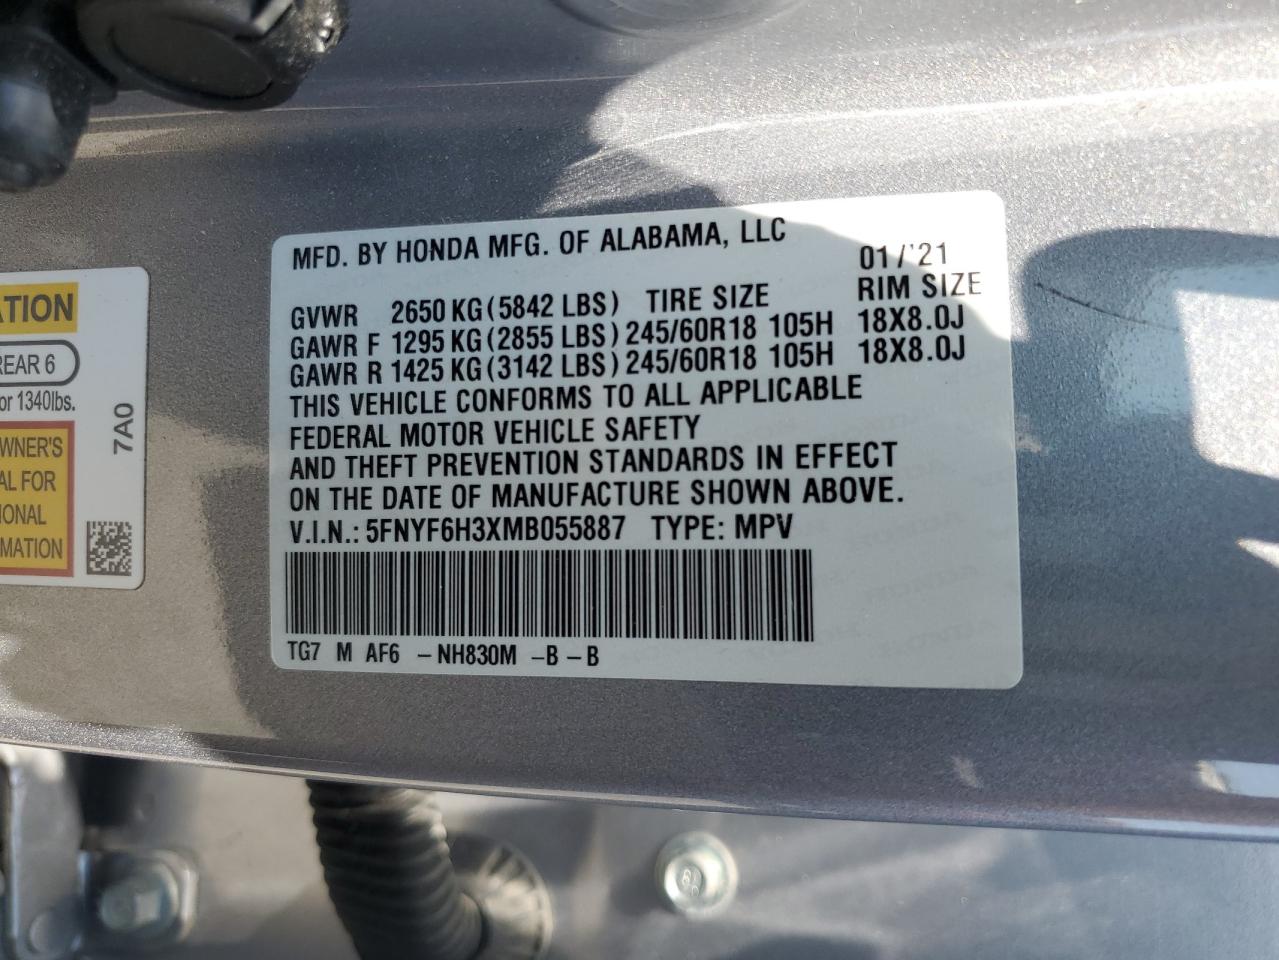 MFD. BY HONDA MFG. OF ALABAMA, LLC
01/'21
GVWR 2650 KG (5842 LBS) TIRE SIZE RIM SIZE
GAWR F 1295 KG (2855 LBS) 245/60R18 105H 18X8.0J
GAWR R 1425 KG (3142 LBS) 245/60R18 105H 18X8.0J
THIS VEHICLE CONFORMS TO ALL APPLICABLE
FEDERAL MOTOR VEHICLE SAFETY
AND THEFT PREVENTION STANDARDS IN EFFECT
ON THE DATE OF MANUFACTURE SHOWN ABOVE.
V.I.N.: 5FNYF6H3XMB055887 TYPE: MPV
TG7 M AF6 -NH830M -B -B
ATION
REAR 6
or 1340lbs.
WNER'S
AL FOR
IONAL
RMATION
7A0